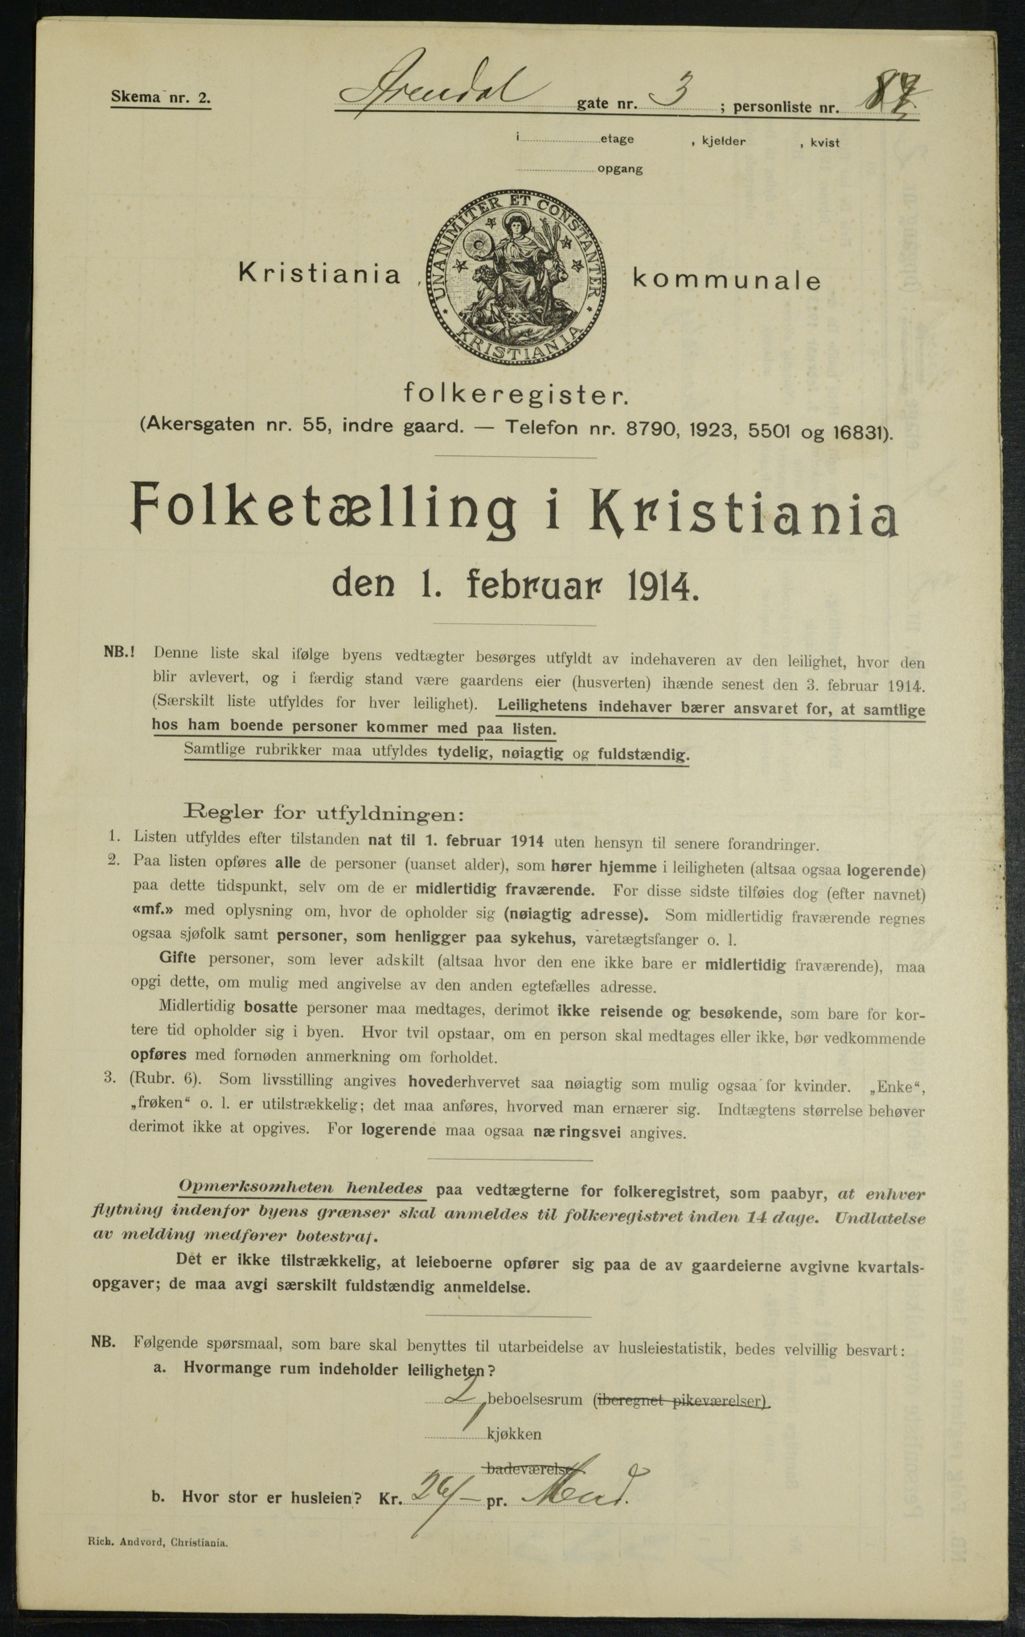 Skema nr. 2.
Arendal gate nr. 3 ; personliste nr.
i etage , kjelder , kvist
opgang
Kristiania kommunale
UNANIMITER ET CONSTANTER KRISTIANIA
folkeregister.
(Akersgaten nr. 55, indre gaard. — Telefon nr. 8790, 1923, 5501 og 16831).
Folketælling i Kristiania
den 1. februar 1914.
NB.! Denne liste skal ifølge byens vedtægter besørges utfyldt av indehaveren av den leilighet, hvor den
blir avlevert, og i færdig stand være gaardens eier (husverten) ihænde senest den 3. februar 1914.
(Særskilt liste utfyldes for hver leilighet). Leilighetens indehaver bærer ansvaret for, at samtlige
hos ham boende personer kommer med paa listen.
Samtlige rubrikker maa utfyldes tydelig, nøiagtig og fuldstændig.
Regler for utfyldningen:
1. Listen utfyldes efter tilstanden nat til 1. februar 1914 uten hensyn til senere forandringer.
2. Paa listen opføres alle de personer (uanset alder), som hører hjemme i leiligheten (altsaa ogsaa logerende)
paa dette tidspunkt, selv om de er midlertidig fraværende. For disse sidste tilføies dog (efter navnet)
«mf.» med oplysning om, hvor de opholder sig (nøiagtig adresse). Som midlertidig fraværende regnes
ogsaa sjøfolk samt personer, som henligger paa sykehus, varetægtsfanger o. l.
Gifte personer, som lever adskilt (altsaa hvor den ene ikke bare er midlertidig fraværende), maa
opgi dette, om mulig med angivelse av den anden egtefælles adresse.
Midlertidig bosatte personer maa medtages, derimot ikke reisende og besøkende, som bare for kor-
tere tid opholder sig i byen. Hvor tvil opstaar, om en person skal medtages eller ikke, bør vedkommende
opføres med fornøden anmerkning om forholdet.
3. (Rubr. 6). Som livsstilling angives hovederhvervet saa nøiagtig som mulig ogsaa for kvinder. „Enke“,
„frøken“ o. l. er utilstrækkelig; det maa anføres, hvorved man ernærer sig. Indtægtens størrelse behøver
derimot ikke at opgives. For logerende maa ogsaa næringsvei angives.
Opmerksomheten henledes paa vedtægterne for folkeregistret, som paabyr, at enhver
flytning indenfor byens grænser skal anmeldes til folkeregistret inden 14 dage. Undlatelse
av melding medfører bøtestraf.
Det er ikke tilstrækkelig, at leieboerne opfører sig paa de av gaardeierne avgivne kvartals-
opgaver; de maa avgi særskilt fuldstændig anmeldelse.
NB. Følgende spørsmaal, som bare skal benyttes til utarbeidelse av husleiestatistik, bedes velvillig besvart:
a. Hvormange rum indeholder leiligheten?
2 beboelsesrum (iberegnet pikeværelser).
1 kjøkken
badeværelse
b. Hvor stor er husleien? Kr. 26/— pr. Mnd.
Rich. Andvord, Christiania.